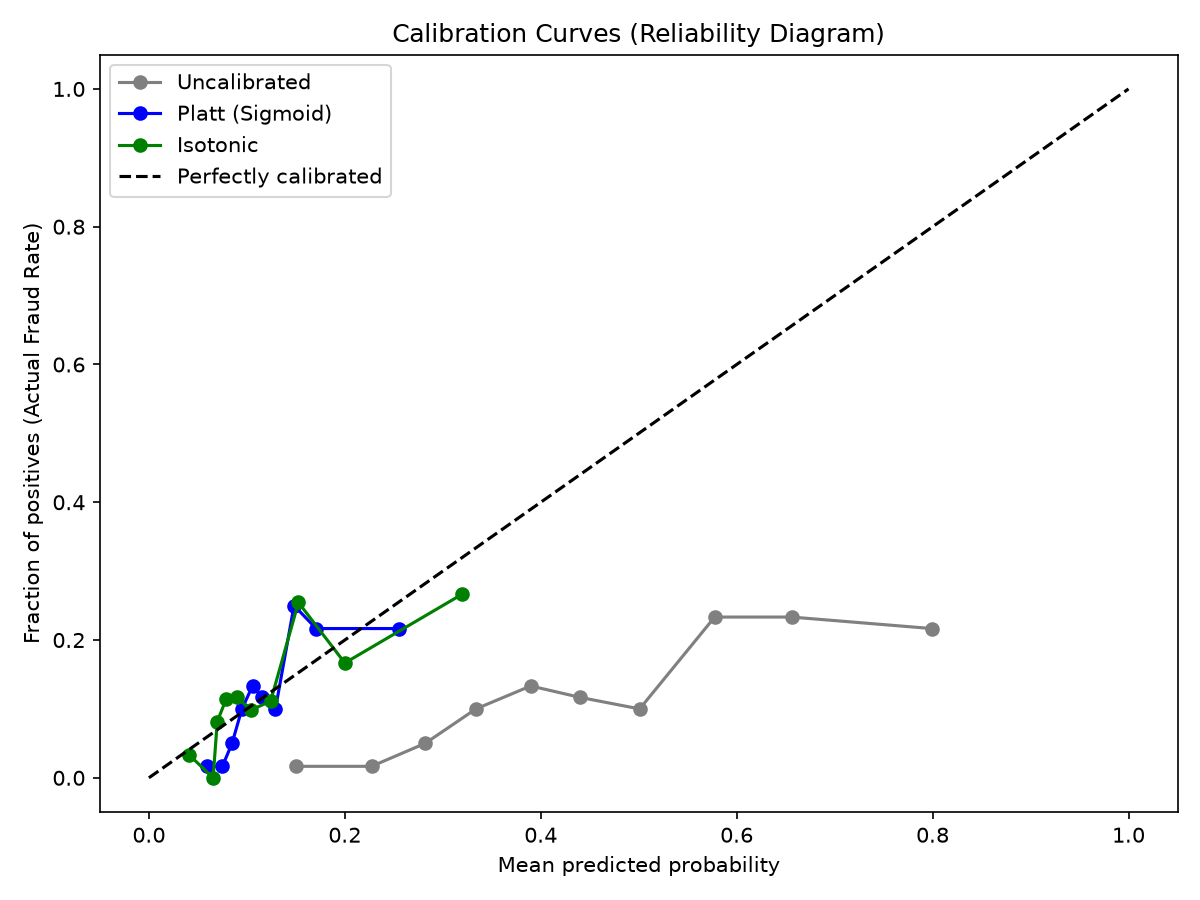 Calibration Curves (Reliability Diagram)
Uncalibrated
Platt (Sigmoid)
Isotonic
Perfectly calibrated
Fraction of positives (Actual Fraud Rate)
1.0
0.8
0.6
0.4
0.2
0.0
0.0 0.2 0.4 0.6 0.8 1.0
Mean predicted probability